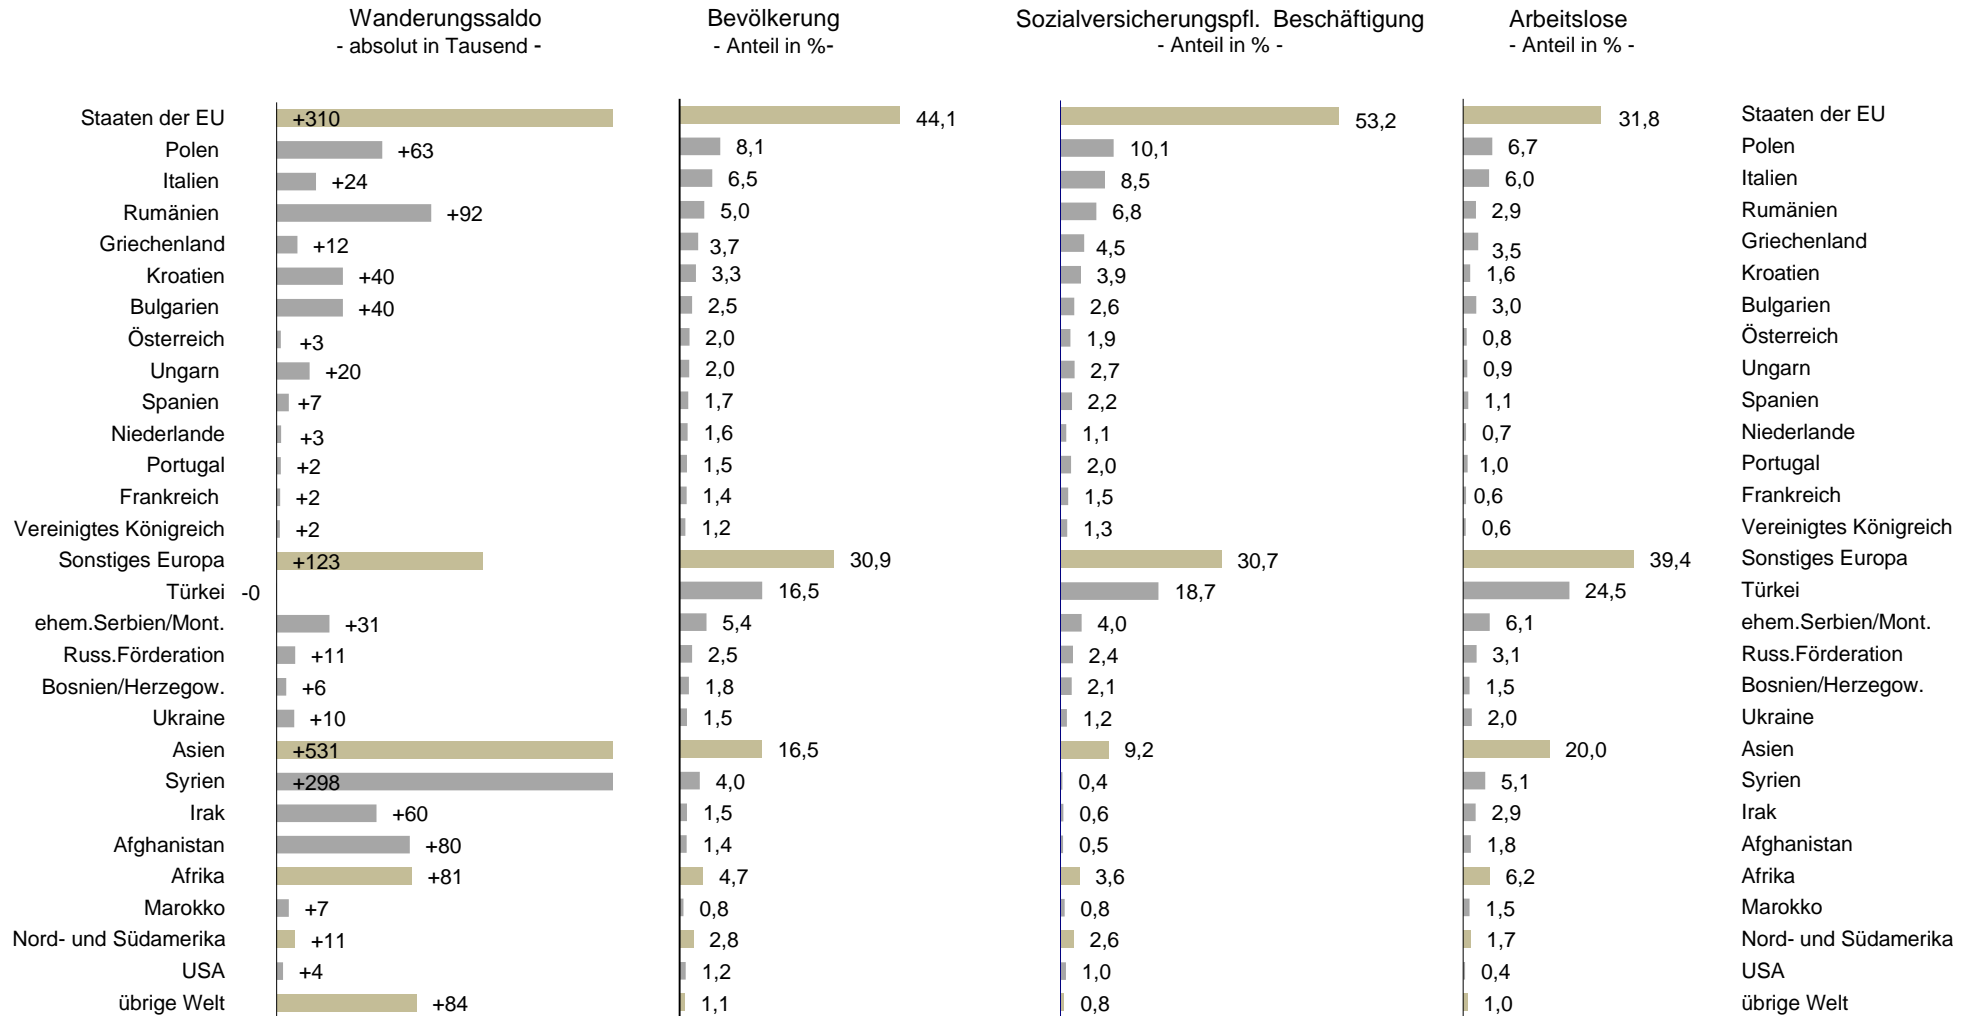 Wanderungssaldo Bevölkerung Sozialversicherungspfl. Beschäftigung Arbeitslose
- absolut in Tausend - - Anteil in %- - Anteil in % - - Anteil in % -
Staaten der EU +310 44,1 53,2 31,8 Staaten der EU
Polen +63 8,1 10,1 6,7 Polen
Italien +24 6,5 8,5 6,0 Italien
Rumänien +92 5,0 6,8 2,9 Rumänien
Griechenland +12 3,7 4,5 3,5 Griechenland
Kroatien +40 3,3 3,9 1,6 Kroatien
Bulgarien +40 2,5 2,6 3,0 Bulgarien
Österreich +3 2,0 1,9 0,8 Österreich
Ungarn +20 2,0 2,7 0,9 Ungarn
Spanien +7 1,7 2,2 1,1 Spanien
Niederlande +3 1,6 1,1 0,7 Niederlande
Portugal +2 1,5 2,0 1,0 Portugal
Frankreich +2 1,4 1,5 0,6 Frankreich
Vereinigtes Königreich +2 1,2 1,3 0,6 Vereinigtes Königreich
Sonstiges Europa +123 30,9 30,7 39,4 Sonstiges Europa
Türkei -0 16,5 18,7 24,5 Türkei
ehem.Serbien/Mont. +31 5,4 4,0 6,1 ehem.Serbien/Mont.
Russ.Förderation +11 2,5 2,4 3,1 Russ.Förderation
Bosnien/Herzegow. +6 1,8 2,1 1,5 Bosnien/Herzegow.
Ukraine +10 1,5 1,2 2,0 Ukraine
Asien +531 16,5 9,2 20,0 Asien
Syrien +298 4,0 0,4 5,1 Syrien
Irak +60 1,5 0,6 2,9 Irak
Afghanistan +80 1,4 0,5 1,8 Afghanistan
Afrika +81 4,7 3,6 6,2 Afrika
Marokko +7 0,8 0,8 1,5 Marokko
Nord- und Südamerika +11 2,8 2,6 1,7 Nord- und Südamerika
USA +4 1,2 1,0 0,4 USA
übrige Welt +84 1,1 0,8 1,0 übrige Welt